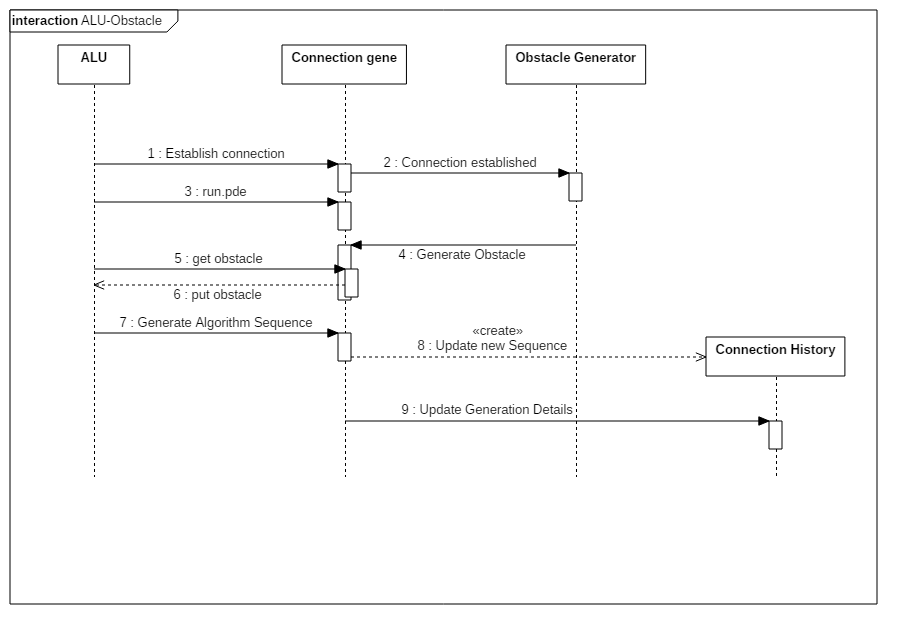 interaction ALU-Obstacle
ALU
Connection gene
Obstacle Generator
1 : Establish connection
2 : Connection established
3 : run.pde
4 : Generate Obstacle
5 : get obstacle
6 : put obstacle
7 : Generate Algorithm Sequence
«create»
8 : Update new Sequence
Connection History
9 : Update Generation Details